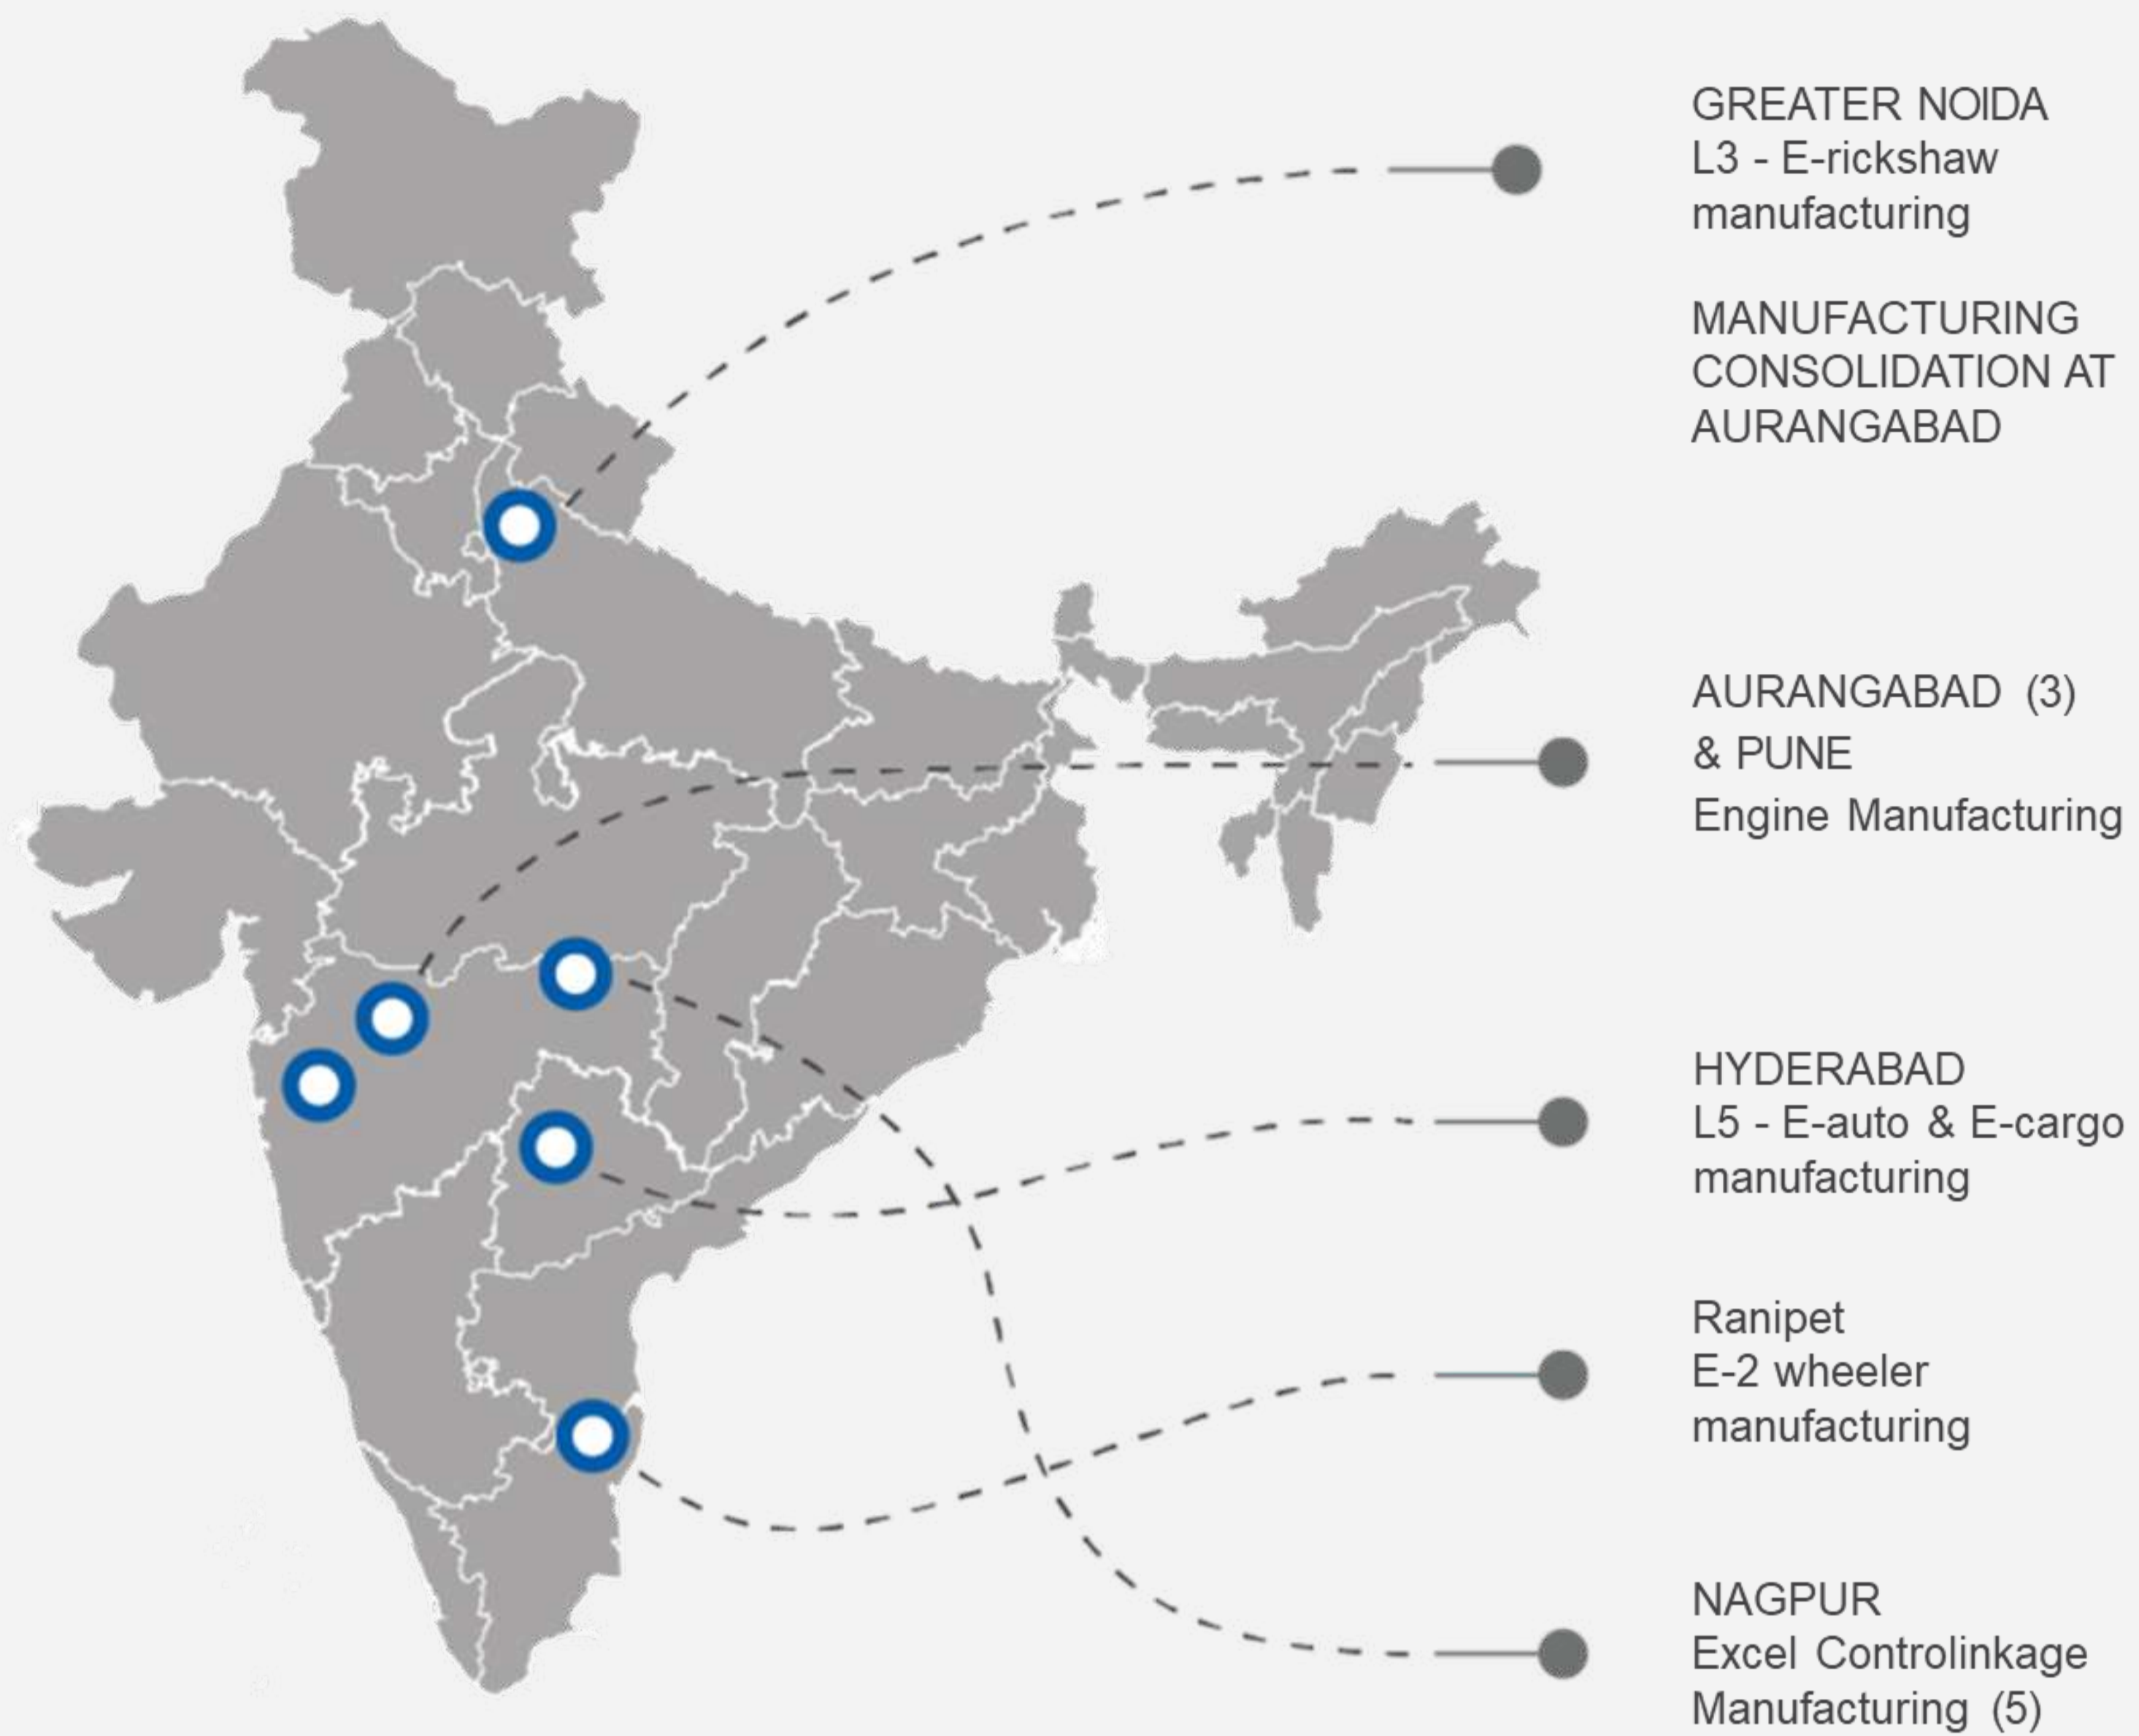 GREATER NOIDA
L3 - E-rickshaw
manufacturing
MANUFACTURING
CONSOLIDATION AT
AURANGABAD
AURANGABAD (3)
& PUNE
Engine Manufacturing
HYDERABAD
L5 - E-auto & E-cargo
manufacturing
Ranipet
E-2 wheeler
manufacturing
NAGPUR
Excel Controlinkage
Manufacturing (5)